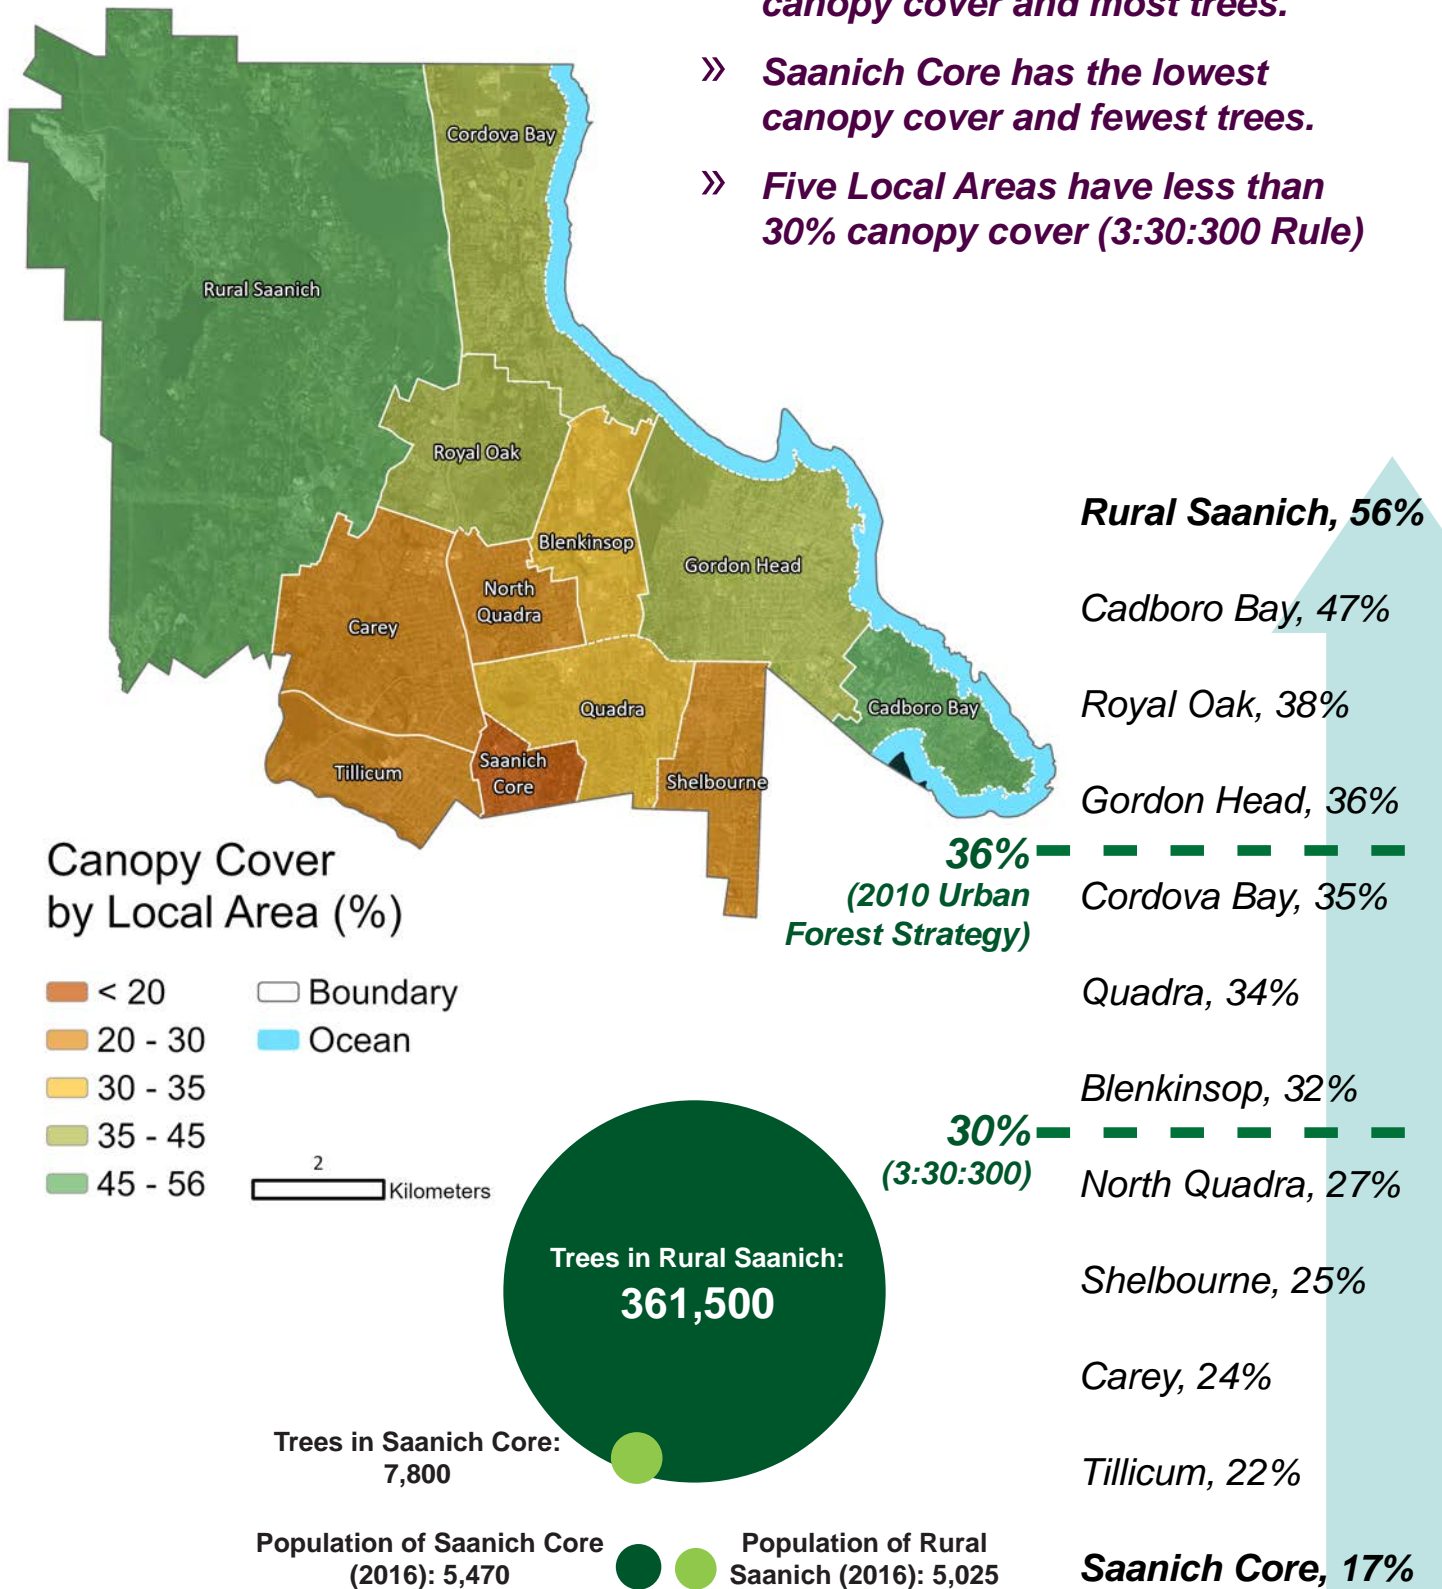 canopy cover and most trees.
» Saanich Core has the lowest
canopy cover and fewest trees.
» Five Local Areas have less than
30% canopy cover (3:30:300 Rule)
Cordova Bay
Rural Saanich
Royal Oak
Blenkinsop
Gordon Head
North
Quadra
Carey
Quadra
Cadboro Bay
Tillicum
Saanich
Core
Shelbourne
Canopy Cover
by Local Area (%)
< 20
20 - 30
30 - 35
35 - 45
45 - 56
Boundary
Ocean
2
Kilometers
Rural Saanich, 56%
Cadboro Bay, 47%
Royal Oak, 38%
Gordon Head, 36%
36%
(2010 Urban
Forest Strategy)
Cordova Bay, 35%
Quadra, 34%
Blenkinsop, 32%
30%
(3:30:300)
North Quadra, 27%
Shelbourne, 25%
Carey, 24%
Tillicum, 22%
Saanich Core, 17%
Trees in Rural Saanich:
361,500
Trees in Saanich Core:
7,800
Population of Saanich Core
(2016): 5,470
Population of Rural
Saanich (2016): 5,025